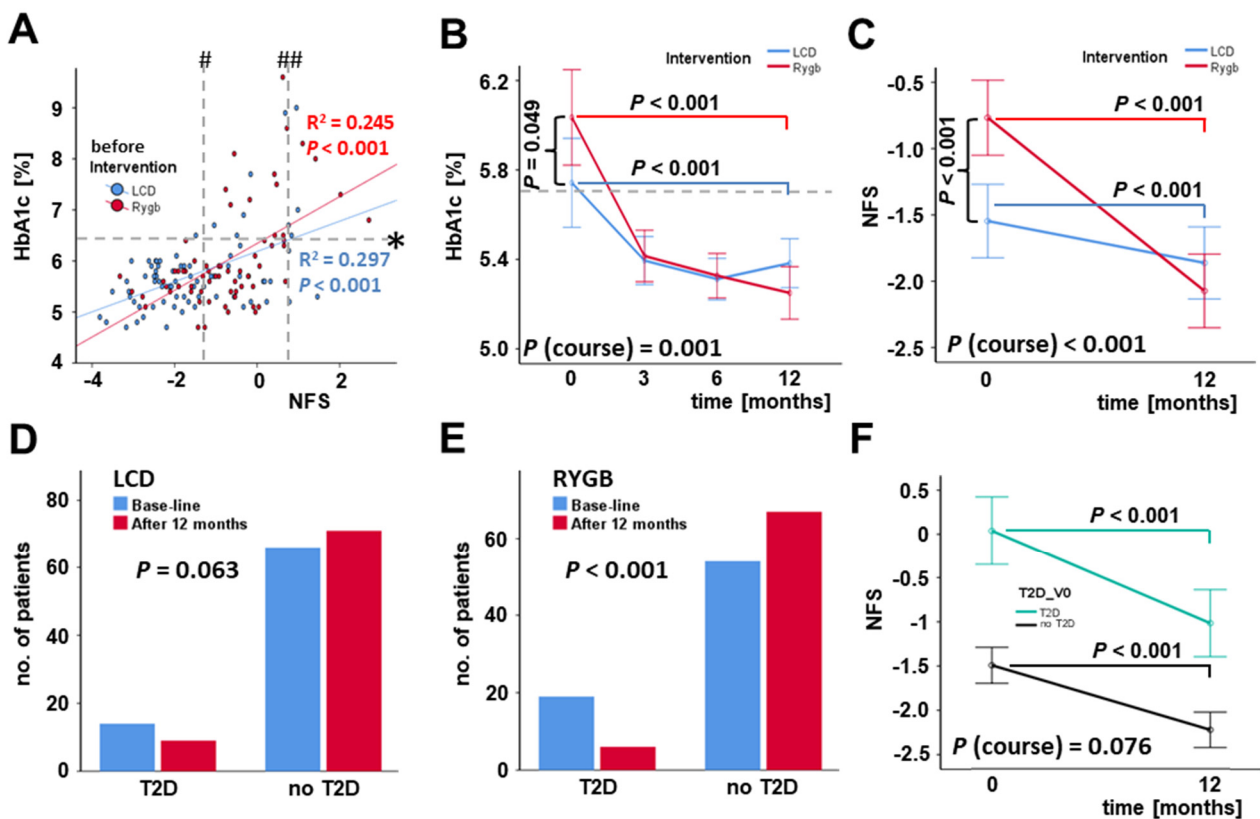 A
#
##
HbA1c [%]
9
8
7
6
5
4
before
Intervention
LCD
Rygb
R² = 0.245
P < 0.001
*
R² = 0.297
P < 0.001
-4
-2
0
2
NFS
B
Intervention
LCD
Rygb
HbA1c [%]
6.2
5.8
5.4
5.0
P = 0.049
P < 0.001
P < 0.001
P (course) = 0.001
0
3
6
12
time [months]
C
Intervention
LCD
Rygb
NFS
-0.5
-1.0
-1.5
-2.0
-2.5
P < 0.001
P < 0.001
P < 0.001
P (course) < 0.001
0
12
time [months]
D
LCD
Base-line
After 12 months
P = 0.063
no. of patients
80
60
40
20
0
T2D
no T2D
E
RYGB
Base-line
After 12 months
P < 0.001
no. of patients
60
40
20
0
T2D
no T2D
F
NFS
0.5
0
-0.5
-1
-1.5
-2.0
-2.5
P < 0.001
T2D_V0
T2D
no T2D
P < 0.001
P (course) = 0.076
0
12
time [months]